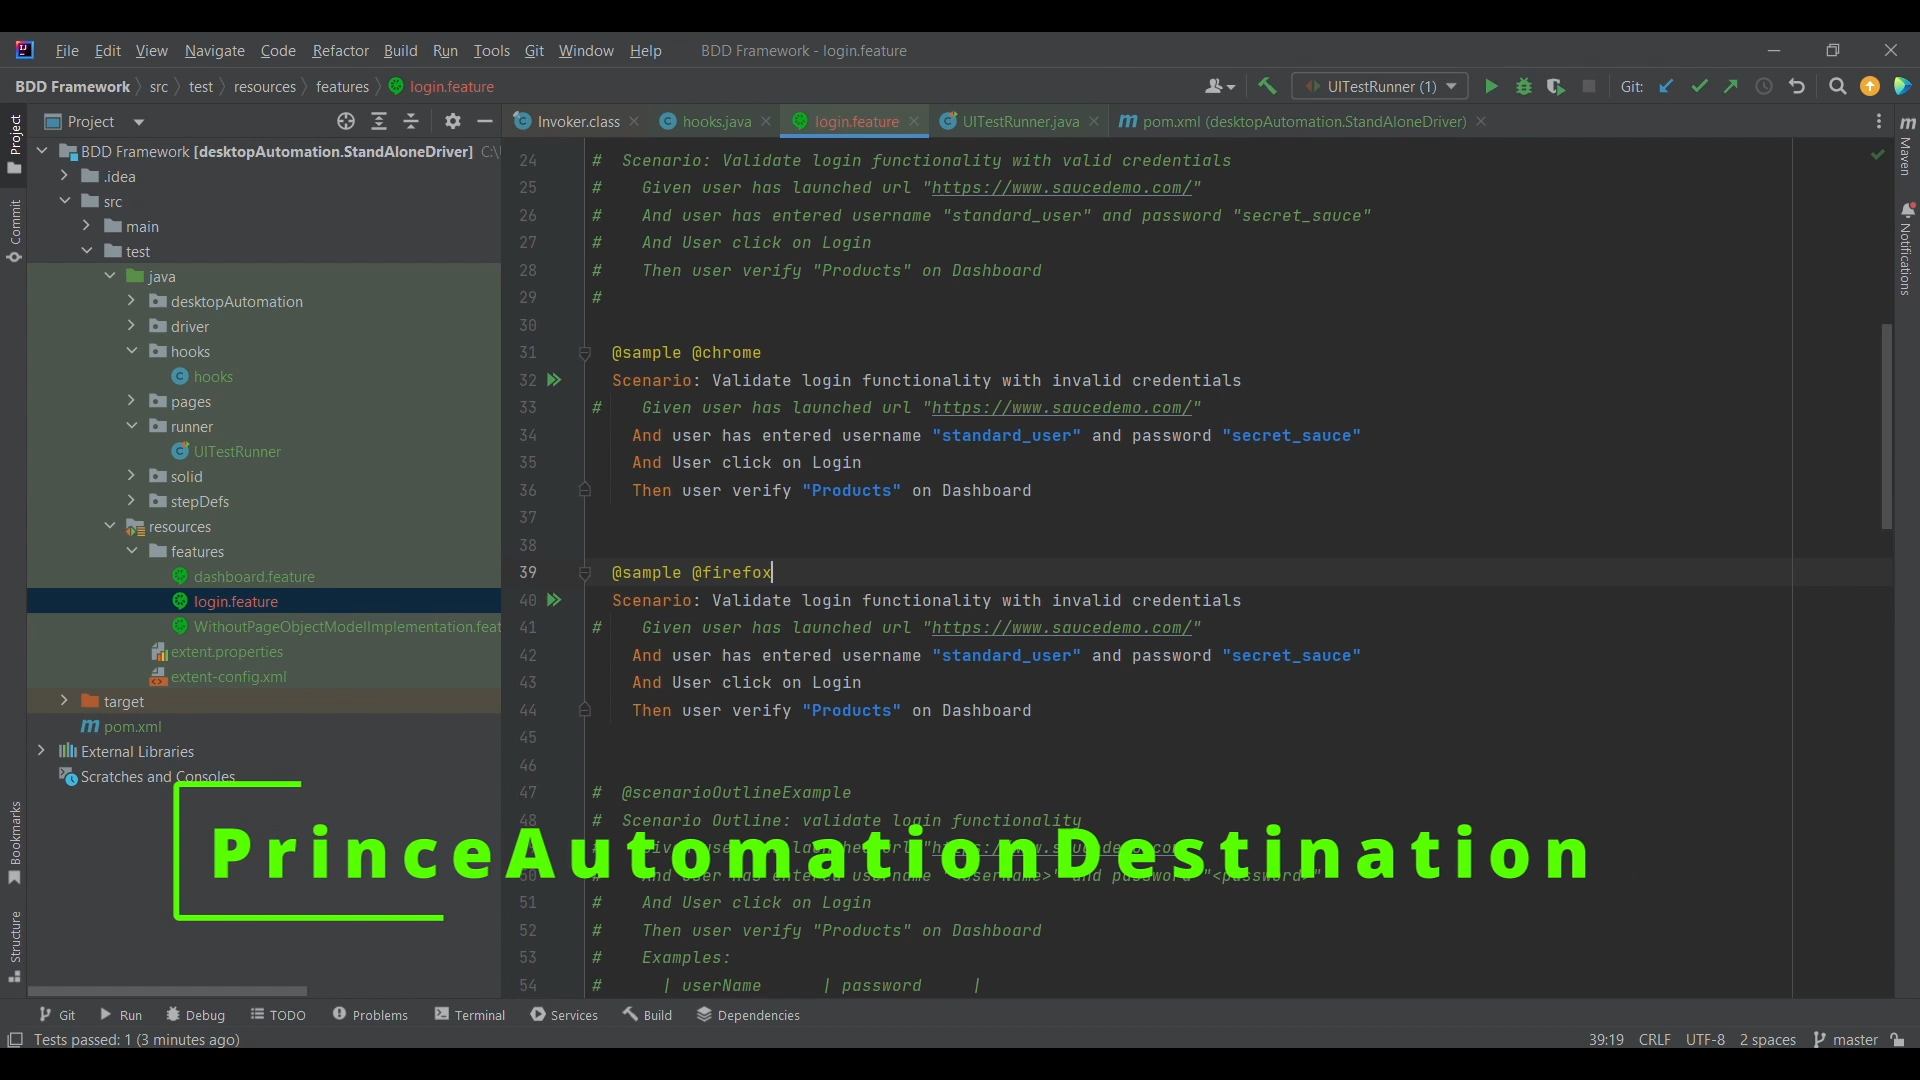 File Edit View Navigate Code Refactor Build Run Tools Git Window Help BDD Framework - login.feature
BDD Framework src test resources features login.feature UITestRunner (1) Git:
Project
Invoker.class hooks.java login.feature UITestRunner.java pom.xml (desktopAutomation.StandAloneDriver)
Project
Commit
Bookmarks
Structure
BDD Framework [desktopAutomation.StandAloneDriver] C:\
.idea
src
main
test
java
desktopAutomation
driver
hooks
hooks
pages
runner
UITestRunner
solid
stepDefs
resources
features
dashboard.feature
login.feature
WithoutPageObjectModelImplementation.feat
extent.properties
extent-config.xml
target
pom.xml
External Libraries
Scratches and Consoles
24 # Scenario: Validate login functionality with valid credentials
25 # Given user has launched url "https://www.saucedemo.com/"
26 # And user has entered username "standard_user" and password "secret_sauce"
27 # And User click on Login
28 # Then user verify "Products" on Dashboard
29 #
30
31 @sample @chrome
32 Scenario: Validate login functionality with invalid credentials
33 # Given user has launched url "https://www.saucedemo.com/"
34 And user has entered username "standard_user" and password "secret_sauce"
35 And User click on Login
36 Then user verify "Products" on Dashboard
37
38
39 @sample @firefox
40 Scenario: Validate login functionality with invalid credentials
41 # Given user has launched url "https://www.saucedemo.com/"
42 And user has entered username "standard_user" and password "secret_sauce"
43 And User click on Login
44 Then user verify "Products" on Dashboard
45
46
47 # @scenarioOutlineExample
48 # Scenario Outline: validate login functionality
PrinceAutomationDestination
51 # And User click on Login
52 # Then user verify "Products" on Dashboard
53 # Examples:
54 # | userName | password |
Maven
Notifications
Git Run Debug TODO Problems Terminal Services Build Dependencies
Tests passed: 1 (3 minutes ago) 39:19 CRLF UTF-8 2 spaces master